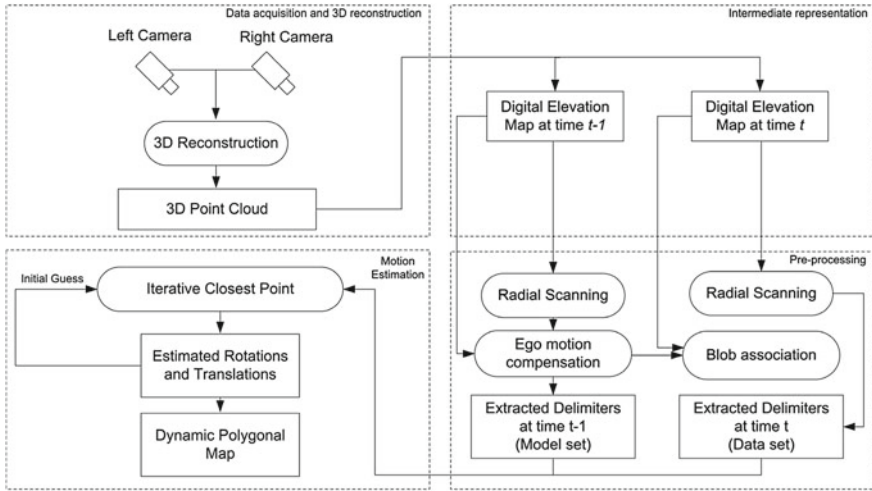 Data acquisition and 3D reconstruction
Left Camera
Right Camera
3D Reconstruction
3D Point Cloud
Intermediate representation
Digital Elevation
Map at time t-1
Digital Elevation
Map at time t
Motion
Estimation
Initial Guess
Iterative Closest Point
Estimated Rotations
and Translations
Dynamic Polygonal
Map
Pre-processing
Radial Scanning
Radial Scanning
Ego motion
compensation
Blob association
Extracted Delimiters
at time t-1
(Model set)
Extracted Delimiters
at time t
(Data set)